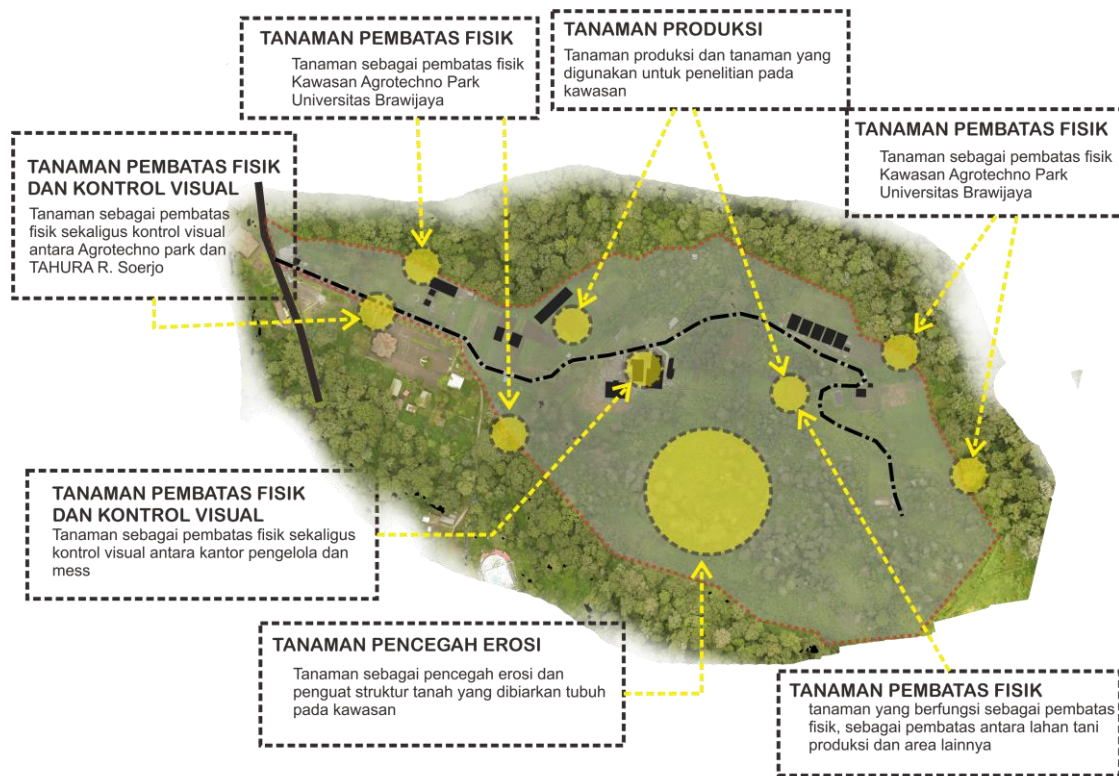 TANAMAN PEMBATAS FISIK
Tanaman sebagai pembatas fisik
Kawasan Agrotechno Park
Universitas Brawijaya
TANAMAN PRODUKSI
Tanaman produksi dan tanaman yang
digunakan untuk penelitian pada
kawasan
TANAMAN PEMBATAS FISIK
Tanaman sebagai pembatas fisik
Kawasan Agrotechno Park
Universitas Brawijaya
TANAMAN PEMBATAS FISIK
DAN KONTROL VISUAL
Tanaman sebagai pembatas
fisik sekaligus kontrol visual
antara Agrotechno park dan
TAHURA R. Soerjo
TANAMAN PEMBATAS FISIK
DAN KONTROL VISUAL
Tanaman sebagai pembatas fisik sekaligus
kontrol visual antara kantor pengelola dan
mess
TANAMAN PENCEGAH EROSI
Tanaman sebagai pencegah erosi dan
penguat struktur tanah yang dibiarkan tubuh
pada kawasan
TANAMAN PEMBATAS FISIK
tanaman yang berfungsi sebagai pembatas
fisik, sebagai pembatas antara lahan tani
produksi dan area lainnya